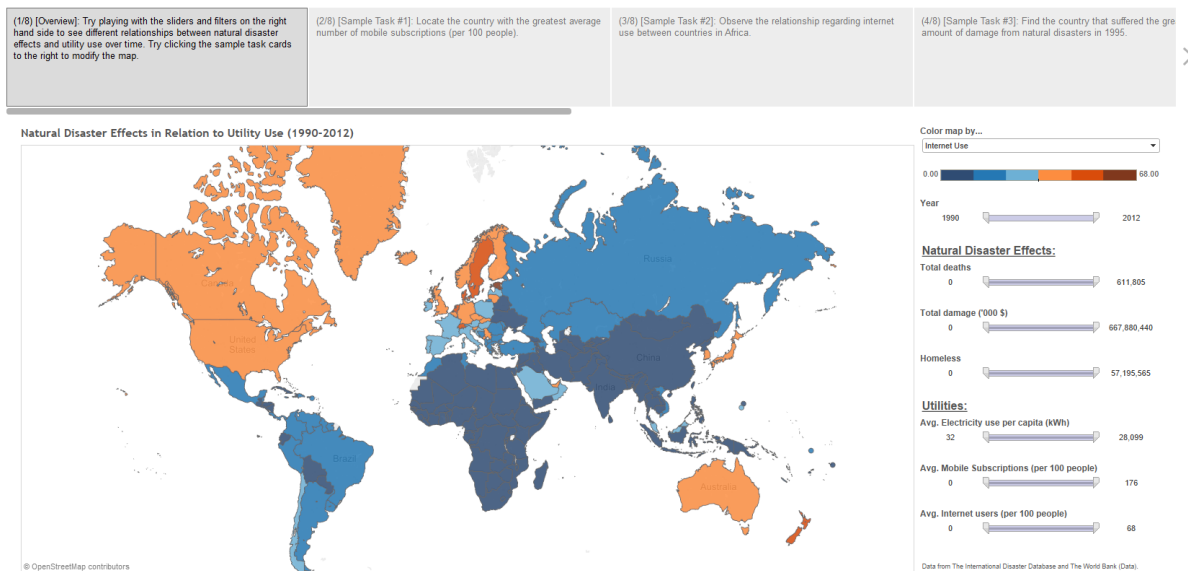 (1/8) [Overview]: Try playing with the sliders and filters on the right
hand side to see different relationships between natural disaster
effects and utility use over time. Try clicking the sample task cards
to the right to modify the map.
(2/8) [Sample Task #1]: Locate the country with the greatest average
number of mobile subscriptions (per 100 people).
(3/8) [Sample Task #2]: Observe the relationship regarding internet
use between countries in Africa.
(4/8) [Sample Task #3]: Find the country that suffered the gre
amount of damage from natural disasters in 1995.
Natural Disaster Effects in Relation to Utility Use (1990-2012)
Canada
United
States
Brazil
Russia
China
India
Australia
© OpenStreetMap contributors
Color map by...
Internet Use
0.00 68.00
Year
1990 2012
Natural Disaster Effects:
Total deaths
0 611,805
Total damage ('000 $)
0 667,880,440
Homeless
0 57,195,565
Utilities:
Avg. Electricity use per capita (kWh)
32 28,099
Avg. Mobile Subscriptions (per 100 people)
0 176
Avg. Internet users (per 100 people)
0 68
Data from The International Disaster Database and The World Bank (Data).